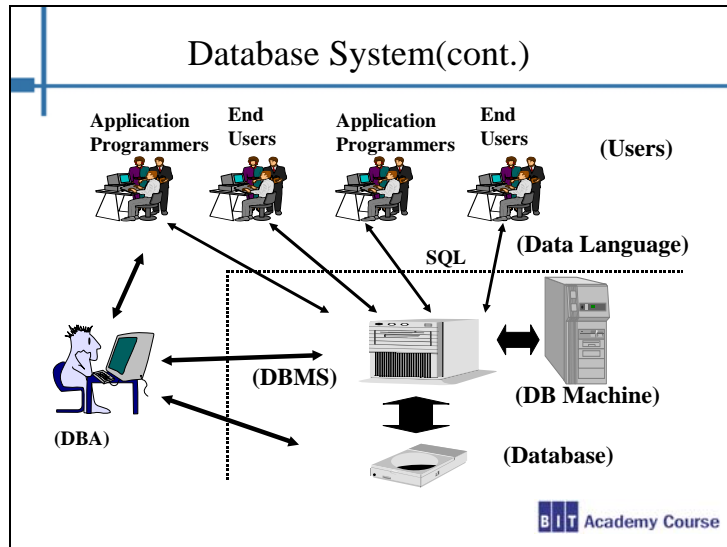 Database System(cont.)
Application
Programmers
End
Users
Application
Programmers
End
Users
(Users)
(Data Language)
SQL
(DBMS)
(DB Machine)
(DBA)
(Database)
BIT Academy Course